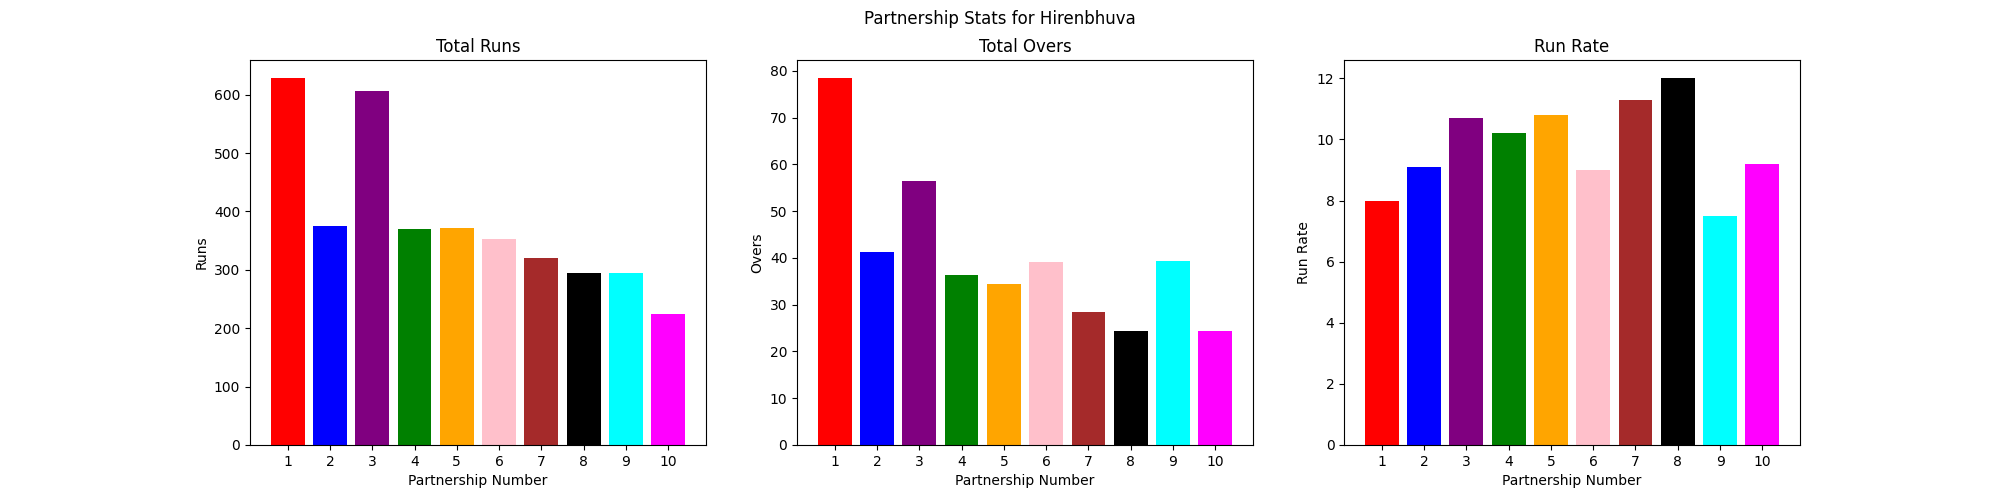 Partnership Stats for Hirenbhuva
Total Runs
Runs
600
500
400
300
200
100
0
1 2 3 4 5 6 7 8 9 10
Partnership Number
Total Overs
Overs
80
70
60
50
40
30
20
10
0
1 2 3 4 5 6 7 8 9 10
Partnership Number
Run Rate
Run Rate
12
10
8
6
4
2
0
1 2 3 4 5 6 7 8 9 10
Partnership Number